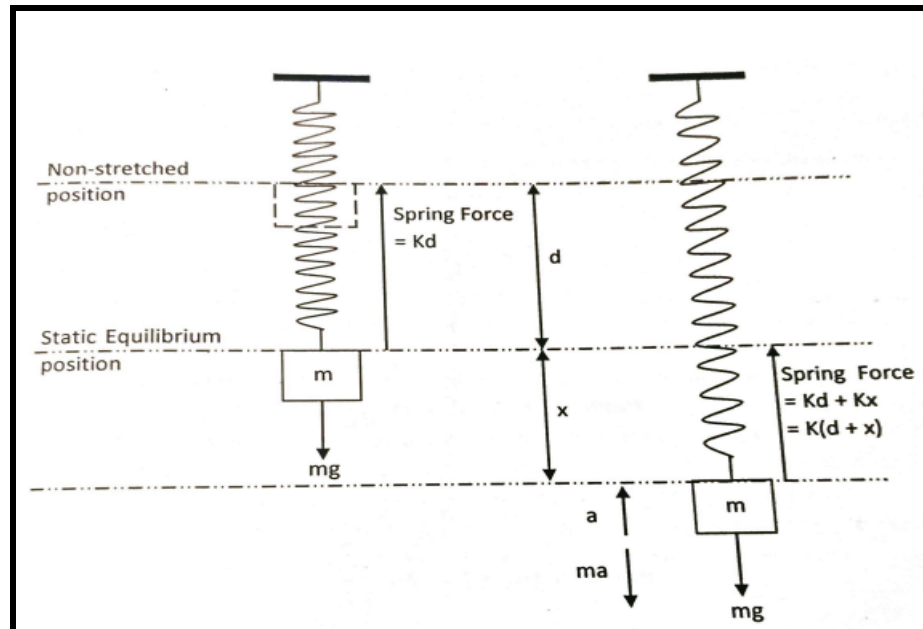 Non-stretched
position
Spring Force
= Kd
d
Static Equilibrium
position
m
mg
x
Spring Force
= Kd + Kx
= K(d + x)
a
ma
m
mg